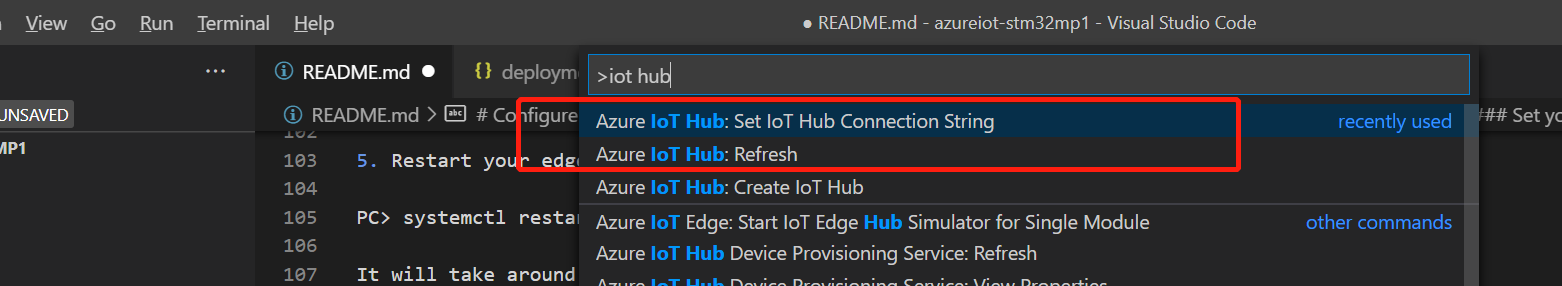 View Go Run Terminal Help ● README.md - azureiot-stm32mp1 - Visual Studio Code
··· README.md {} deployme
>iot hub
UNSAVED README.md > abc # Configure ### Set yo
Azure IoT Hub: Set IoT Hub Connection String recently used
MP1
102
103 5. Restart your edge
Azure IoT Hub: Refresh
104
Azure IoT Hub: Create IoT Hub
105 PC> systemctl restar
Azure IoT Edge: Start IoT Edge Hub Simulator for Single Module other commands
106
Azure IoT Hub Device Provisioning Service: Refresh
107 It will take around
Azure IoT Hub Device Provisioning Service: View Properties